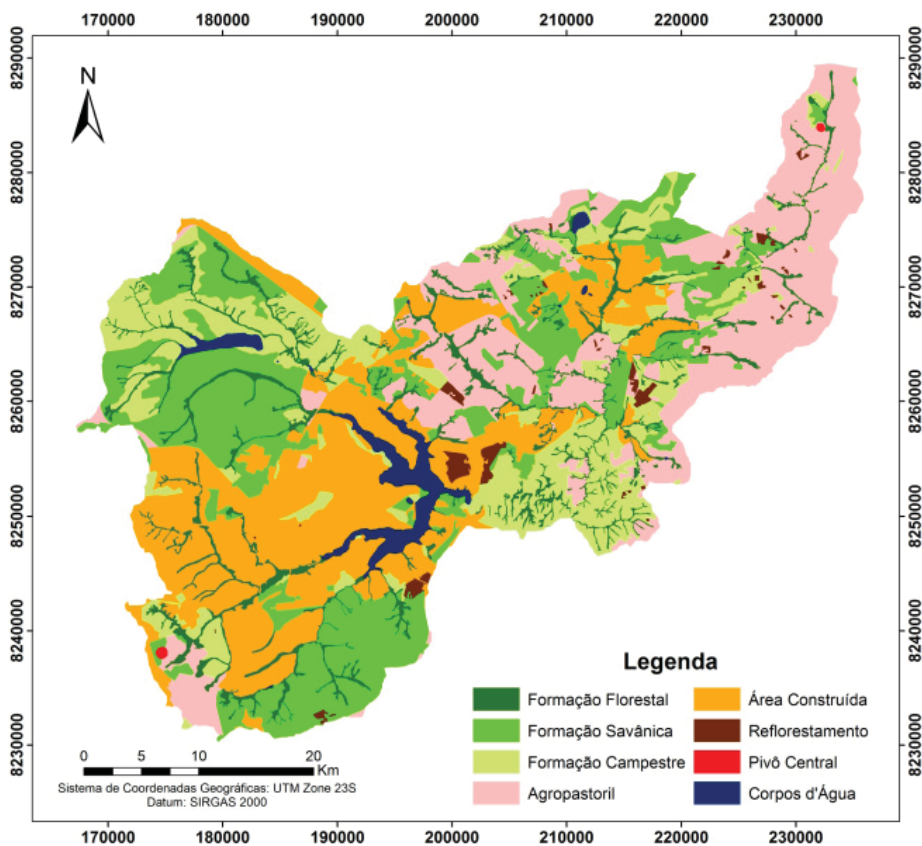 170000 180000 190000 200000 210000 220000 230000
8290000 8290000
N
8280000 8280000
8270000 8270000
8260000 8260000
8250000 8250000
8240000 8240000
8230000 8230000
Legenda
Formação Florestal
Formação Savânica
Formação Campestre
Agropastoril
Área Construída
Reflorestamento
Pivô Central
Corpos d'Água
0 5 10 20
Km
Sistema de Coordenadas Geográficas: UTM Zone 23S
Datum: SIRGAS 2000
170000 180000 190000 200000 210000 220000 230000